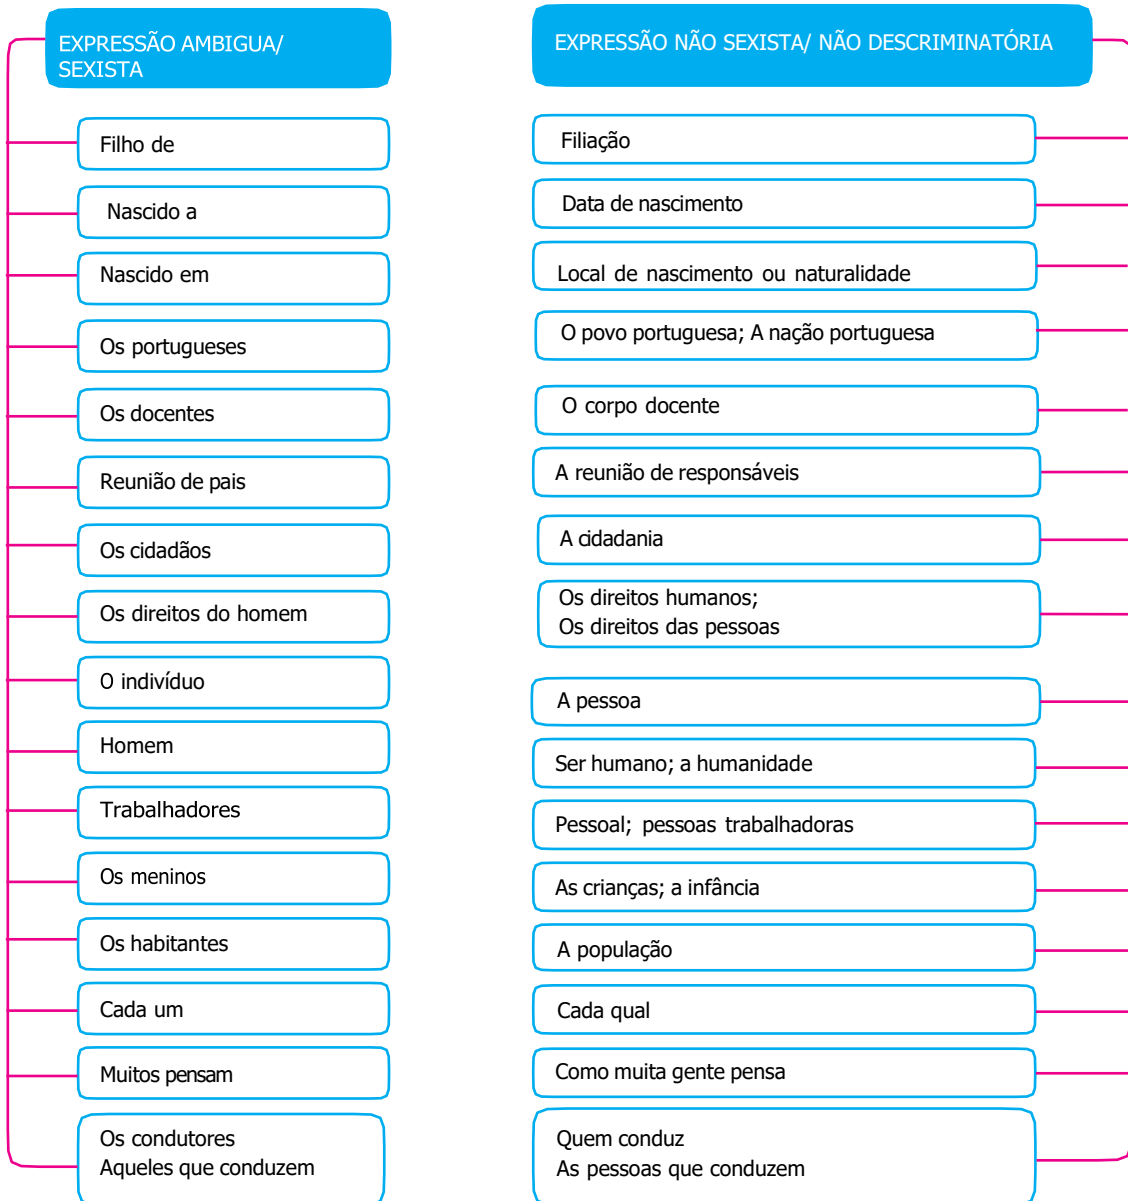 EXPRESSÃO AMBIGUA/
SEXISTA
Filho de
Nascido a
Nascido em
Os portugueses
Os docentes
Reunião de pais
Os cidadãos
Os direitos do homem
O indivíduo
Homem
Trabalhadores
Os meninos
Os habitantes
Cada um
Muitos pensam
Os condutores
Aqueles que conduzem
EXPRESSÃO NÃO SEXISTA/ NÃO DESCRIMINATÓRIA
Filiação
Data de nascimento
Local de nascimento ou naturalidade
O povo portuguesa; A nação portuguesa
O corpo docente
A reunião de responsáveis
A cidadania
Os direitos humanos;
Os direitos das pessoas
A pessoa
Ser humano; a humanidade
Pessoal; pessoas trabalhadoras
As crianças; a infância
A população
Cada qual
Como muita gente pensa
Quem conduz
As pessoas que conduzem